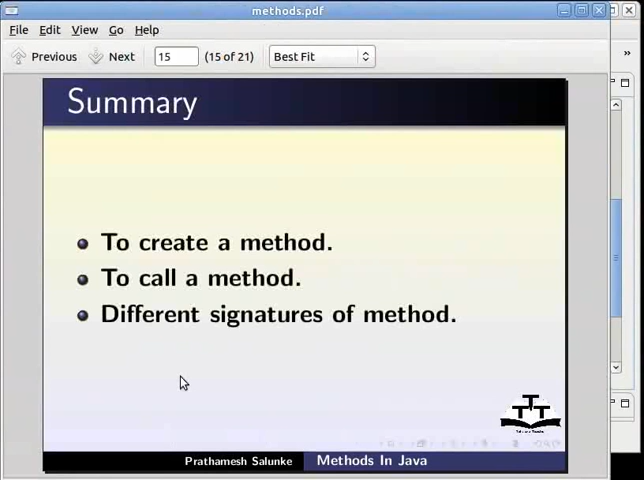 methods.pdf
File Edit View Go Help
Previous Next 15 (15 of 21) Best Fit »
Summary
To create a method.
To call a method.
Different signatures of method.
TTT
Prathamesh Salunke Methods In Java